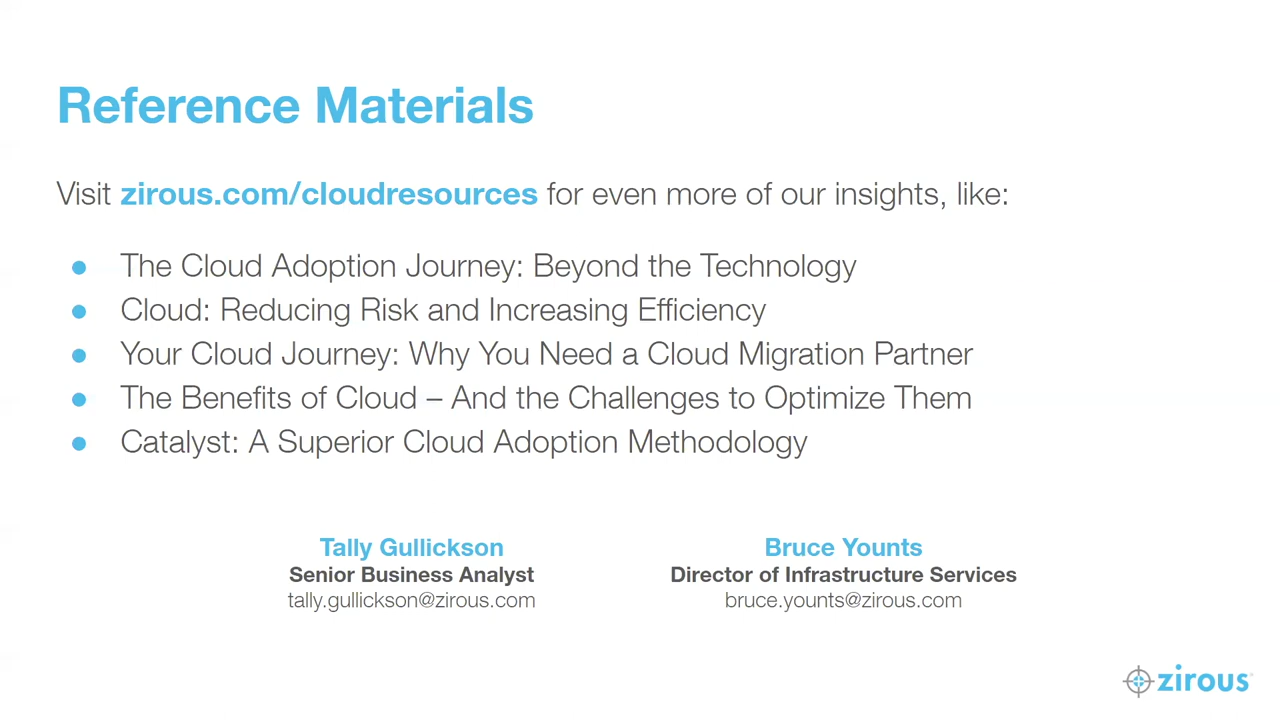 Reference Materials
Visit zirous.com/cloudresources for even more of our insights, like:
● The Cloud Adoption Journey: Beyond the Technology
● Cloud: Reducing Risk and Increasing Efficiency
● Your Cloud Journey: Why You Need a Cloud Migration Partner
● The Benefits of Cloud – And the Challenges to Optimize Them
● Catalyst: A Superior Cloud Adoption Methodology
Tally Gullickson
Senior Business Analyst
tally.gullickson@zirous.com
Bruce Younts
Director of Infrastructure Services
bruce.younts@zirous.com
zirous